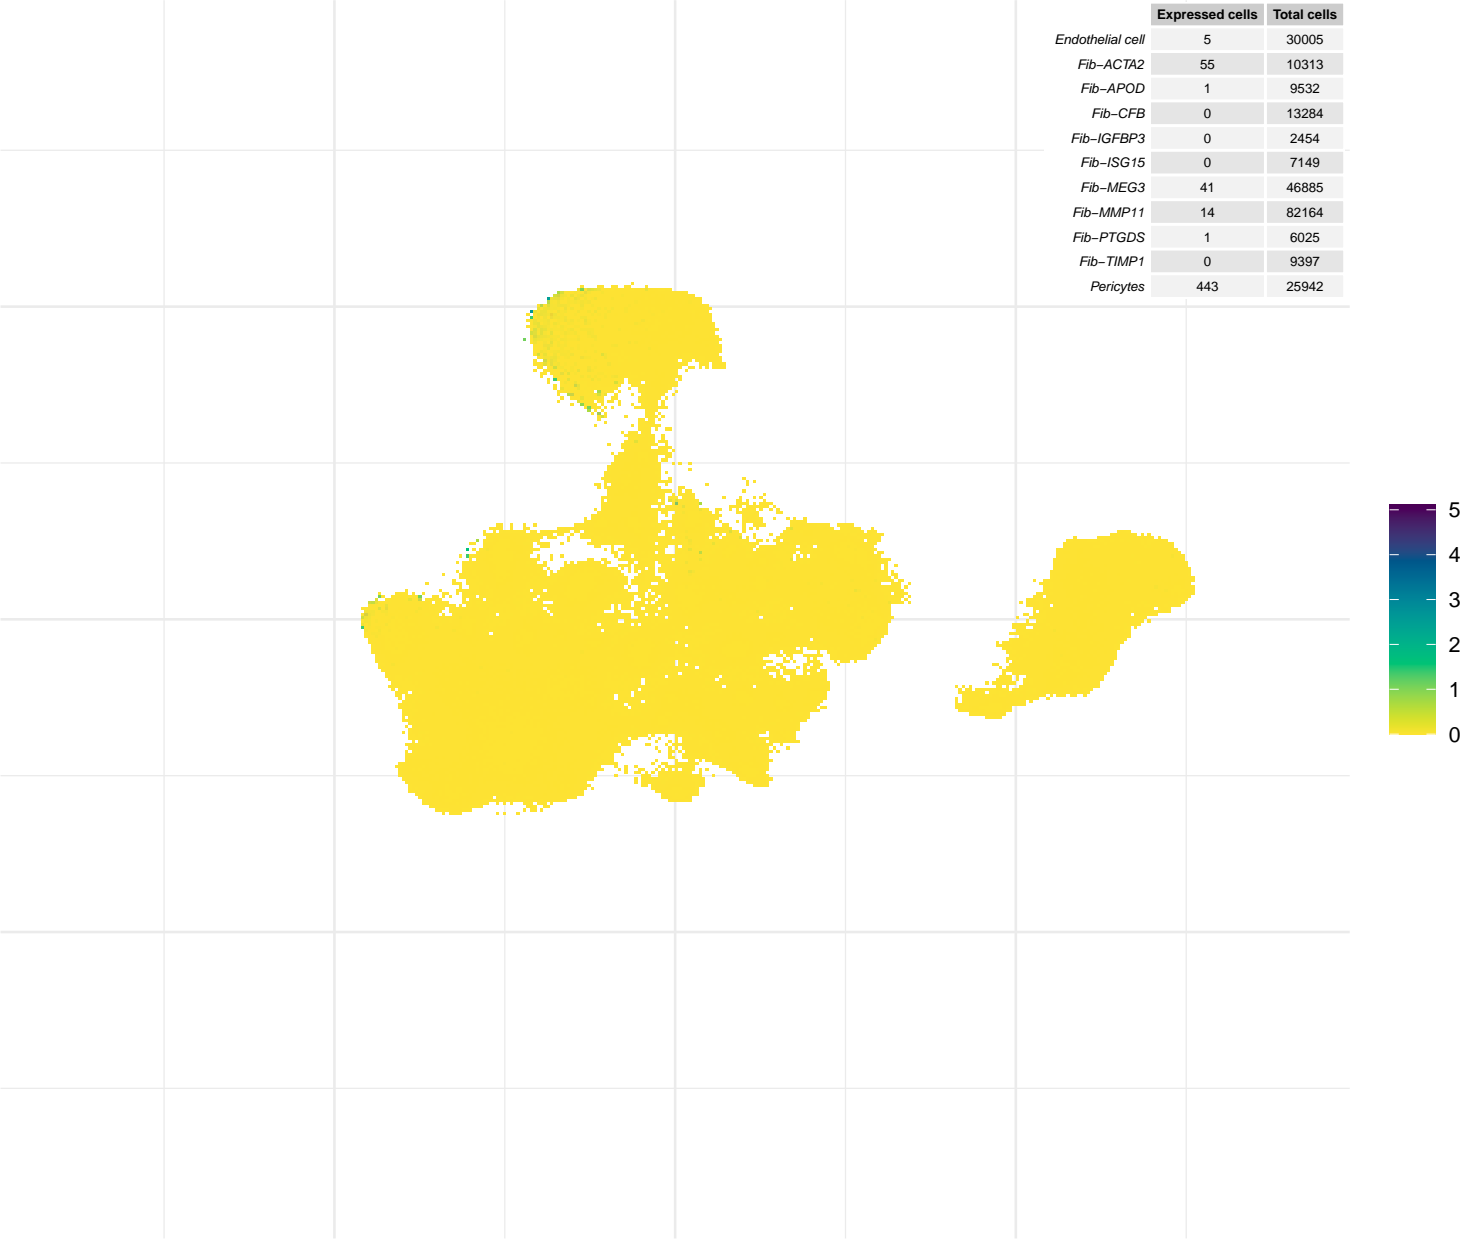 Expressed cells Total cells
Endothelial cell 5 30005
Fib−ACTA2 55 10313
Fib−APOD 1 9532
Fib−CFB 0 13284
Fib−IGFBP3 0 2454
Fib−ISG15 0 7149
Fib−MEG3 41 46885
Fib−MMP11 14 82164
Fib−PTGDS 1 6025
Fib−TIMP1 0 9397
Pericytes 443 25942
5
4
3
2
1
0